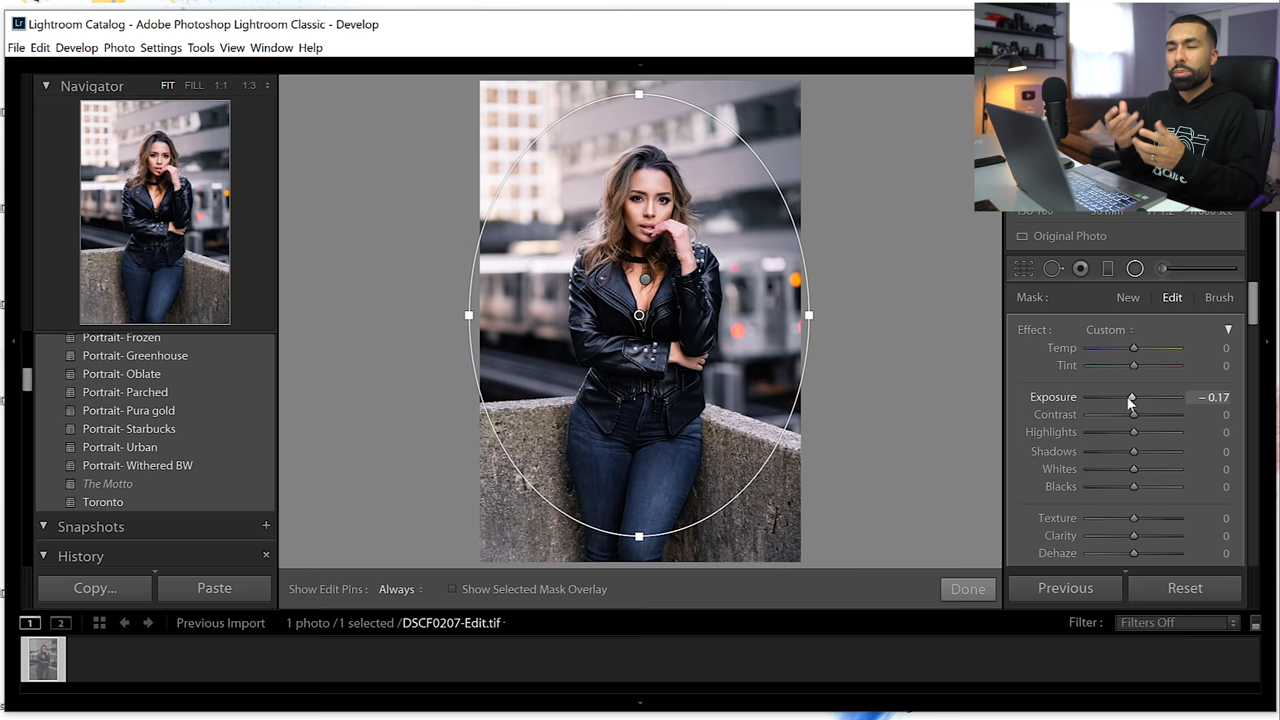 Lr Lightroom Catalog - Adobe Photoshop Lightroom Classic - Develop
File Edit Develop Photo Settings Tools View Window Help
Navigator FIT FILL 1:1 1:3
Portrait- Frozen
Portrait- Greenhouse
Portrait- Oblate
Portrait- Parched
Portrait- Pura gold
Portrait- Starbucks
Portrait- Urban
Portrait- Withered BW
The Motto
Toronto
Snapshots +
History ×
Copy... Paste
Show Edit Pins: Always Show Selected Mask Overlay Done
Original Photo
Mask : New Edit Brush
Effect : Custom
Temp 0
Tint 0
Exposure – 0.17
Contrast 0
Highlights 0
Shadows 0
Whites 0
Blacks 0
Texture 0
Clarity 0
Dehaze 0
Previous Reset
1 2 Previous Import 1 photo / 1 selected / DSCF0207-Edit.tif
Filter : Filters Off